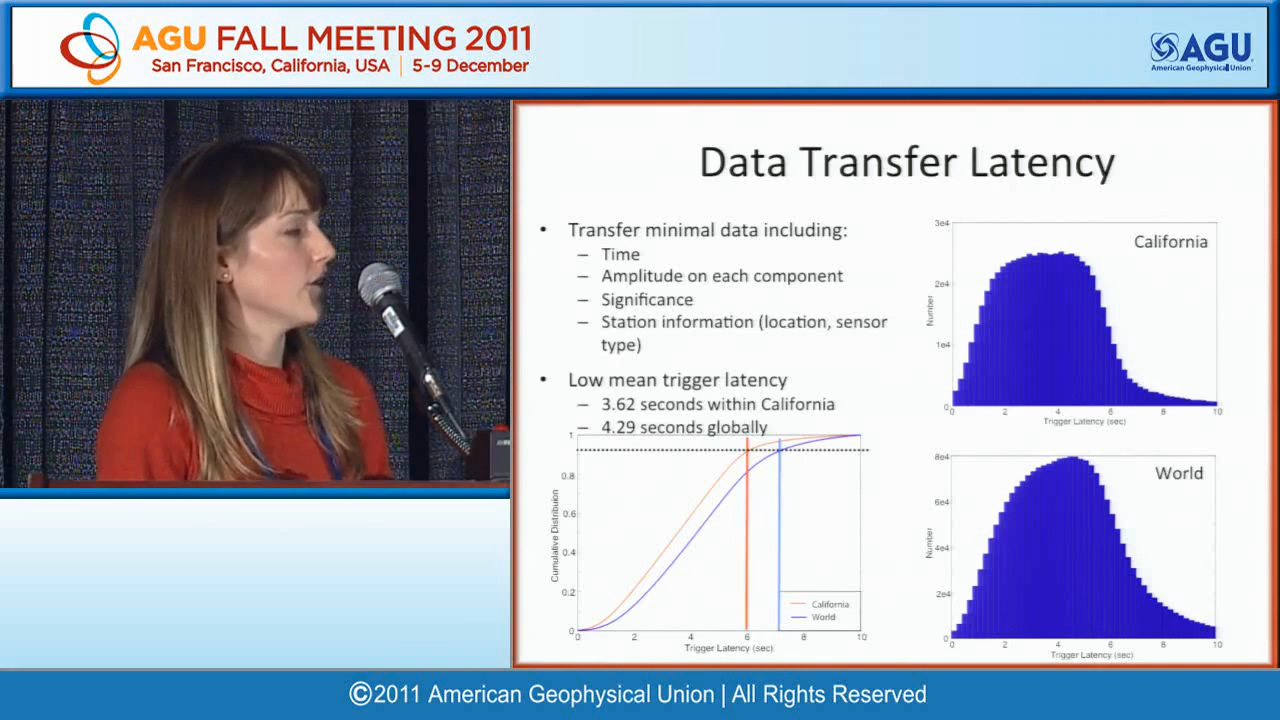 AGU FALL MEETING 2011
San Francisco, California, USA | 5-9 December
AGU
American Geophysical Union
Data Transfer Latency
• Transfer minimal data including:
– Time
– Amplitude on each component
– Significance
– Station information (location, sensor
type)
• Low mean trigger latency
– 3.62 seconds within California
– 4.29 seconds globally
1
0.8
0.6
0.4
0.2
0
Cumulative Distribution
0 2 4 6 8 10
Trigger Latency (sec)
California
World
California
3e4
2e4
1e4
0
Number
0 2 4 6 8 10
Trigger Latency (sec)
World
8e4
6e4
4e4
2e4
0
Number
0 2 4 6 8 10
Trigger Latency (sec)
©2011 American Geophysical Union | All Rights Reserved